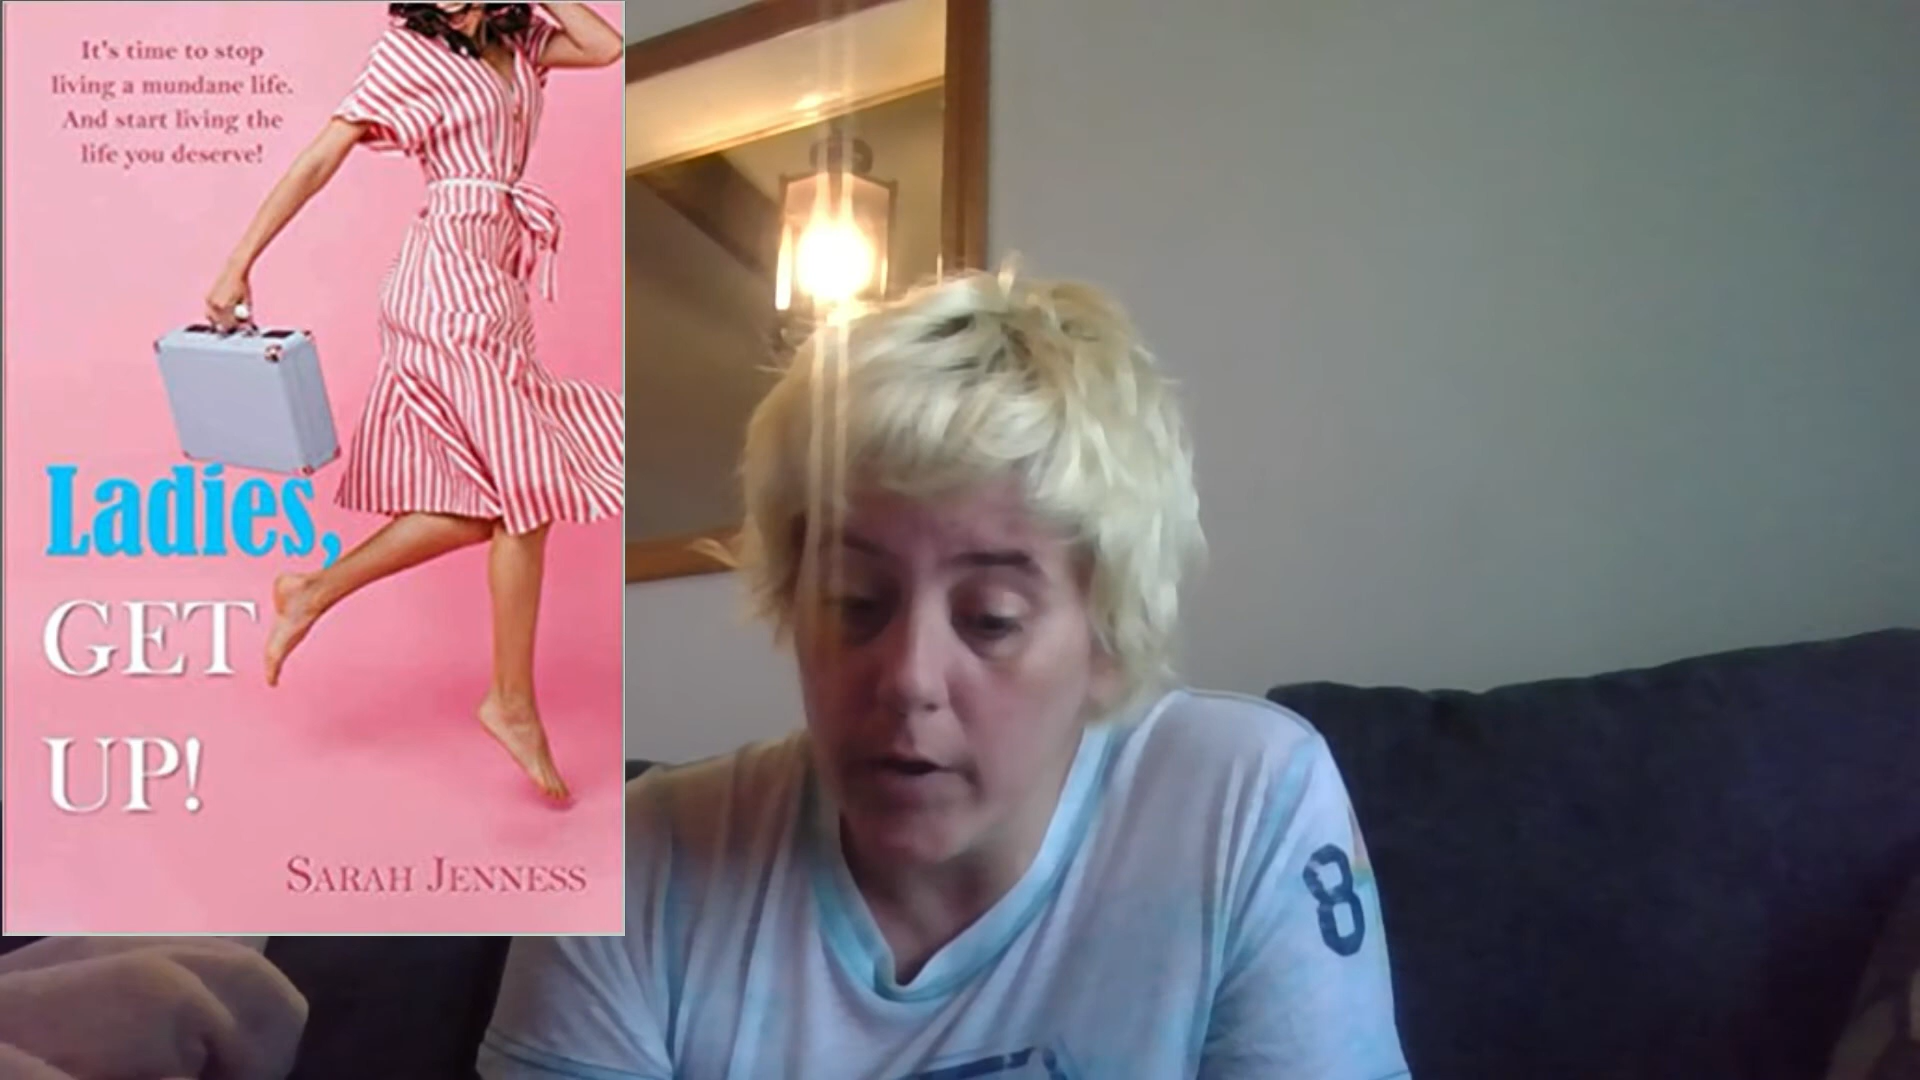 It's time to stop
living a mundane life.
And start living the
life you deserve!
Ladies,
GET
UP!
SARAH JENNESS
8